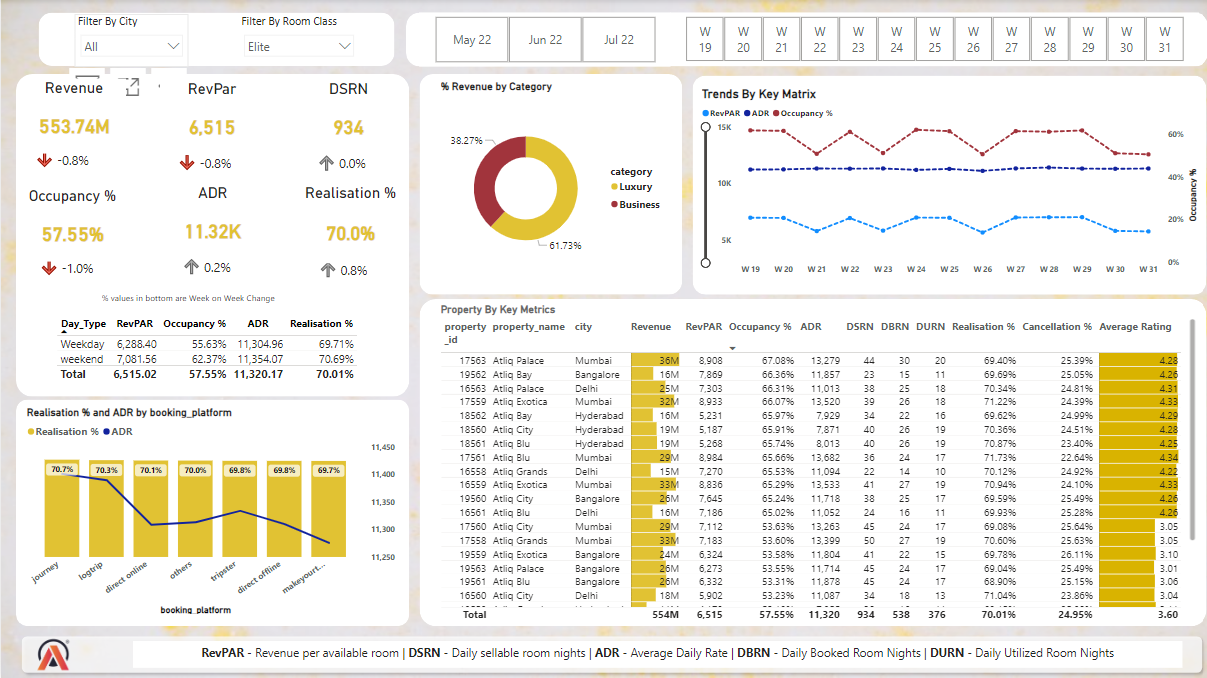 Filter By City
All
Filter By Room Class
Elite
May 22 Jun 22 Jul 22
W 19 W 20 W 21 W 22 W 23 W 24 W 25 W 26 W 27 W 28 W 29 W 30 W 31
Revenue RevPar DSRN
553.74M 6,515 934
-0.8% -0.8% 0.0%
Occupancy % ADR Realisation %
57.55% 11.32K 70.0%
-1.0% 0.2% 0.8%
% values in bottom are Week on Week Change
Day_Type RevPAR Occupancy % ADR Realisation %
Weekday 6,288.40 55.63% 11,304.96 69.71%
weekend 7,081.56 62.37% 11,354.07 70.69%
Total 6,515.02 57.55% 11,320.17 70.01%
% Revenue by Category
38.27%
61.73%
category
Luxury
Business
Trends By Key Matrix
RevPAR ADR Occupancy %
15K
10K
5K
60%
40%
20%
0%
Occupancy %
W 19 W 20 W 21 W 22 W 23 W 24 W 25 W 26 W 27 W 28 W 29 W 30 W 31
Realisation % and ADR by booking_platform
Realisation % ADR
70.7% 70.3% 70.1% 70.0% 69.8% 69.8% 69.7%
11,450
11,400
11,350
11,300
11,250
journey logtrip direct online others tripster direct offline makeyourt...
booking_platform
Property By Key Metrics
property_id property_name city Revenue RevPAR Occupancy % ADR DSRN DBRN DURN Realisation % Cancellation % Average Rating
17563 Atliq Palace Mumbai 36M 8,908 67.08% 13,279 44 30 20 69.40% 25.39% 4.28
19562 Atliq Bay Bangalore 16M 7,869 66.36% 11,857 23 15 11 69.69% 25.05% 4.26
16563 Atliq Palace Delhi 25M 7,303 66.31% 11,013 38 25 18 70.34% 24.81% 4.31
17559 Atliq Exotica Mumbai 32M 8,933 66.07% 13,520 39 26 18 71.22% 24.39% 4.33
18562 Atliq Bay Hyderabad 16M 5,231 65.97% 7,929 34 22 16 69.62% 24.99% 4.29
18560 Atliq City Hyderabad 19M 5,187 65.91% 7,871 40 26 19 70.36% 24.51% 4.28
18561 Atliq Blu Hyderabad 19M 5,268 65.74% 8,013 40 26 19 70.87% 23.40% 4.25
17561 Atliq Blu Mumbai 29M 8,984 65.66% 13,682 36 24 17 71.73% 22.64% 4.34
16558 Atliq Grands Delhi 15M 7,270 65.53% 11,094 22 14 10 70.12% 24.92% 4.22
16559 Atliq Exotica Mumbai 33M 8,836 65.29% 13,533 41 27 19 70.94% 24.10% 4.33
19560 Atliq City Bangalore 26M 7,645 65.24% 11,718 38 25 17 69.59% 25.49% 4.26
16561 Atliq Blu Delhi 16M 7,186 65.02% 11,052 24 16 11 69.93% 25.28% 4.26
17560 Atliq City Mumbai 29M 7,112 53.63% 13,263 45 24 17 69.08% 25.64% 3.05
17558 Atliq Grands Mumbai 33M 7,183 53.60% 13,399 50 27 19 70.60% 25.63% 3.05
19559 Atliq Exotica Bangalore 24M 6,324 53.58% 11,804 41 22 15 69.78% 26.11% 3.10
19563 Atliq Palace Bangalore 26M 6,273 53.55% 11,714 45 24 17 69.04% 25.49% 3.01
19561 Atliq Blu Bangalore 26M 6,332 53.31% 11,878 45 24 17 68.90% 25.15% 3.06
16560 Atliq City Delhi 18M 5,902 53.23% 11,087 34 18 13 71.04% 23.86% 3.04
Total 554M 6,515 57.55% 11,320 934 538 376 70.01% 24.95% 3.60
RevPAR - Revenue per available room | DSRN - Daily sellable room nights | ADR - Average Daily Rate | DBRN - Daily Booked Room Nights | DURN - Daily Utilized Room Nights